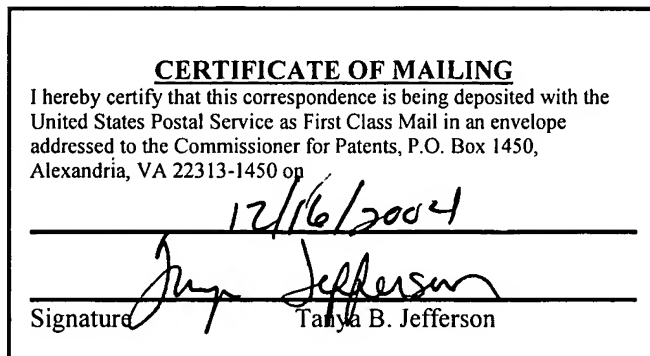 CERTIFICATE OF MAILING
I hereby certify that this correspondence is being deposited with the
United States Postal Service as First Class Mail in an envelope
addressed to the Commissioner for Patents, P.O. Box 1450,
Alexandria, VA 22313-1450 on
12/16/2004
Jefferson
Signature Tanya B. Jefferson